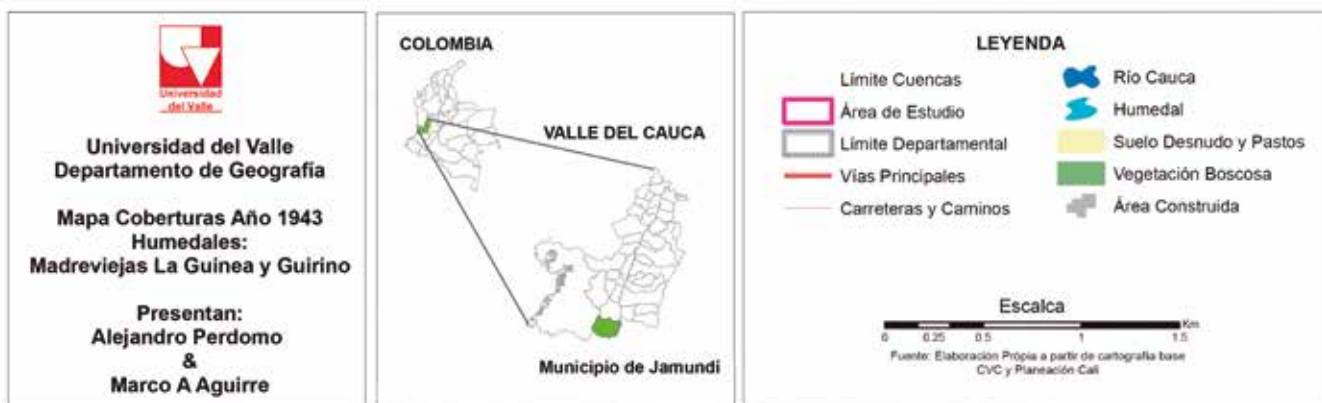 Universidad
del Valle
Universidad del Valle
Departamento de Geografía
Mapa Coberturas Año 1943
Humedales:
Madreviejas La Guinea y Guirino
Presentan:
Alejandro Perdomo
&
Marco A Aguirre
COLOMBIA
VALLE DEL CAUCA
Municipio de Jamundí
LEYENDA
Límite Cuencas
Área de Estudio
Límite Departamental
Vías Principales
Carreteras y Caminos
Río Cauca
Humedal
Suelo Desnudo y Pastos
Vegetación Boscosa
Área Construida
Escalca
Km
0 0.25 0.5 1 1.5
Fuente: Elaboración Própia a partir de cartografía base
CVC y Planeación Cali